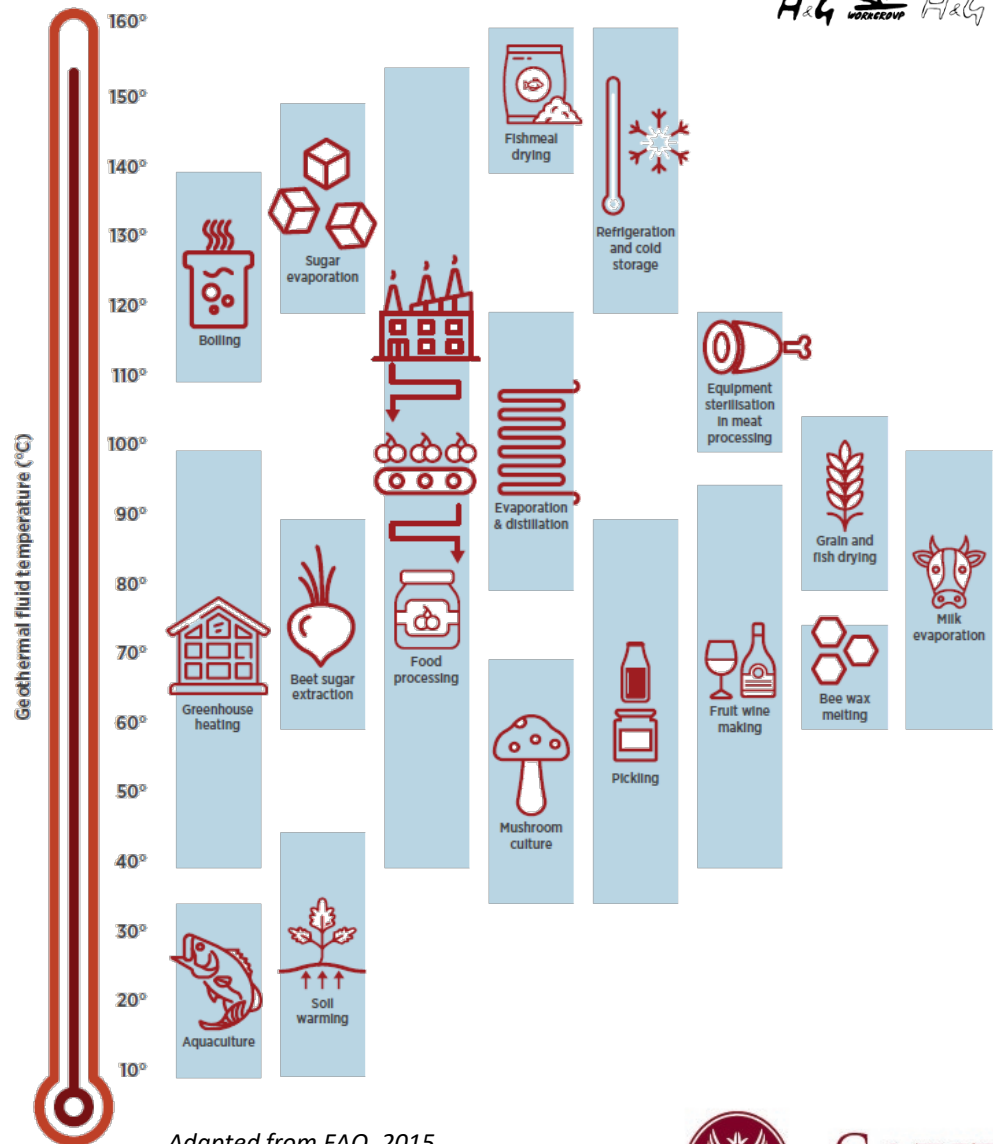 H&G WORKGROUP H&G
160°
150°
140°
130°
120°
110°
100°
90°
80°
70°
60°
50°
40°
30°
20°
10°
Geothermal fluid temperature (°C)
Fishmeal
drying
Refrigeration
and cold
storage
Sugar
evaporation
Boiling
Equipment
sterilisation
in meat
processing
Evaporation
& distillation
Grain and
fish drying
Milk
evaporation
Food
processing
Beet sugar
extraction
Greenhouse
heating
Bee wax
melting
Fruit wine
making
Pickling
Mushroom
culture
Soil
warming
Aquaculture
Adapted from FAO, 2015